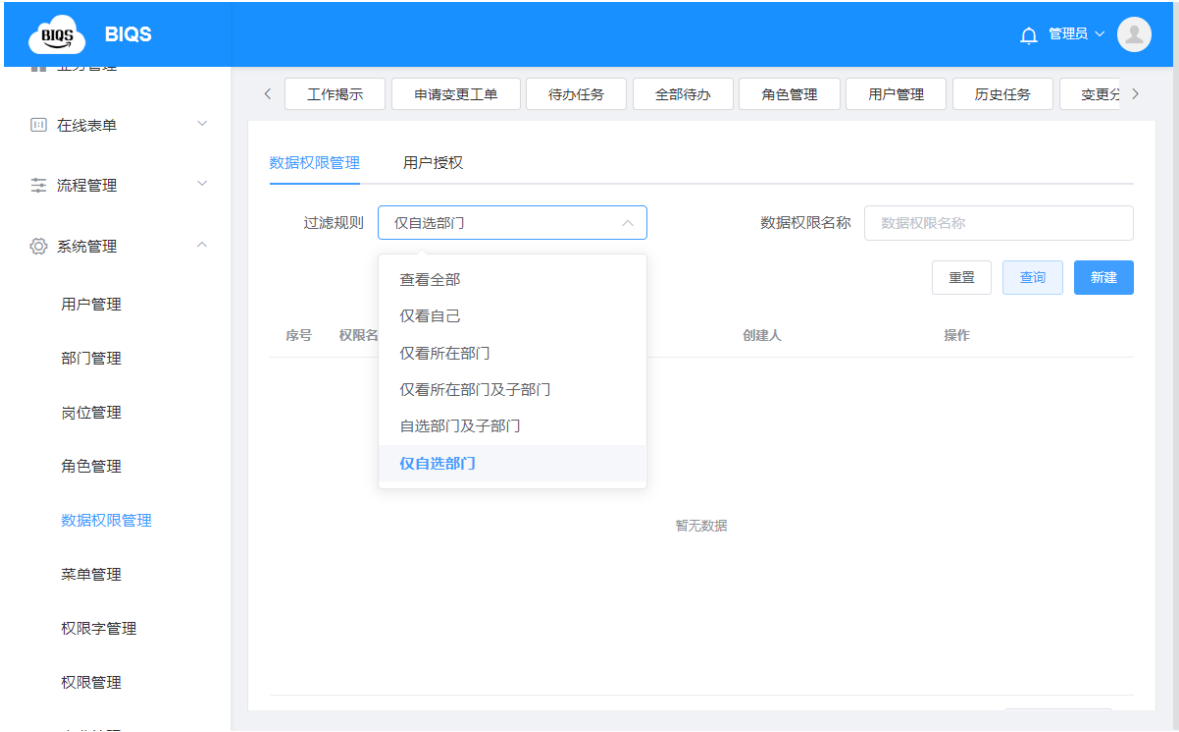 BIQS BIQS 管理员
工作揭示 申请变更工单 待办任务 全部待办 角色管理 用户管理 历史任务 变更分
在线表单
流程管理
系统管理
用户管理
部门管理
岗位管理
角色管理
数据权限管理
菜单管理
权限字管理
权限管理
数据权限管理 用户授权
过滤规则 仅自选部门 数据权限名称 数据权限名称
查看全部
仅看自己
仅看所在部门
仅看所在部门及子部门
自选部门及子部门
仅自选部门
重置 查询 新建
序号 权限名 创建人 操作
暂无数据